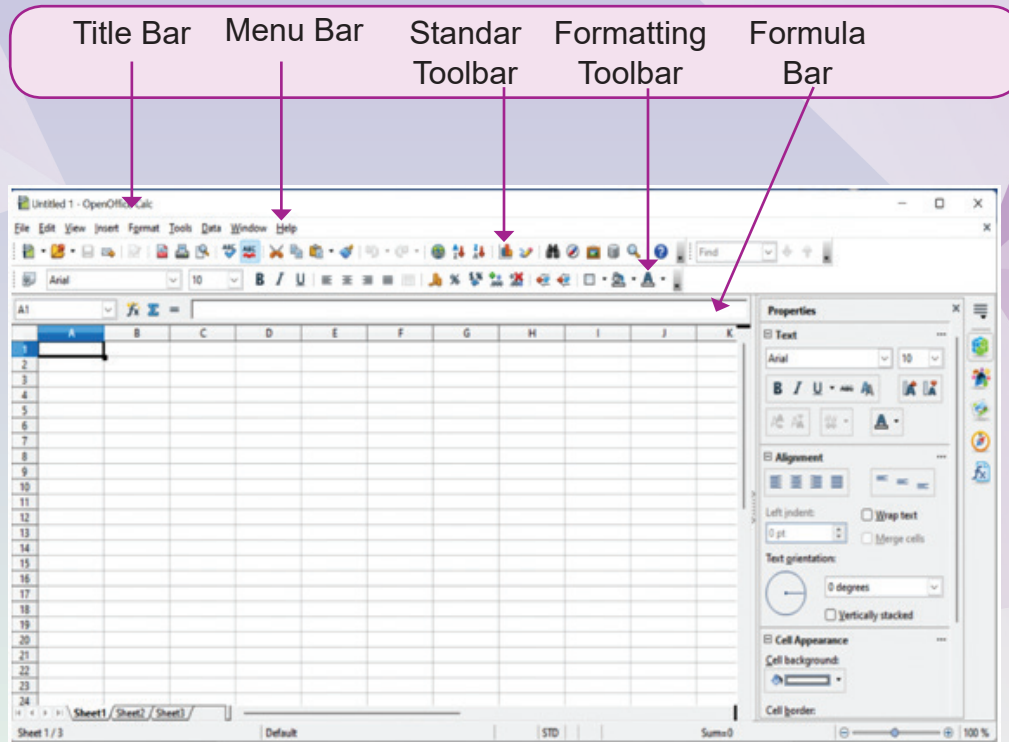 Title Bar Menu Bar Standar Formatting Formula
Toolbar Toolbar Bar
Untitled 1 - OpenOffice Calc
File Edit View Insert Format Tools Data Window Help
Find
Arial 10 B I U
A1 =
A B C D E F G H I J K
1
2
3
4
5
6
7
8
9
10
11
12
13
14
15
16
17
18
19
20
21
22
23
24
Properties
Text
Arial 10
B I U
Alignment
Left indent: Wrap text
0 pt Merge cells
Text orientation:
0 degrees
Vertically stacked
Cell Appearance
Cell background:
Cell border:
Sheet1 Sheet2 Sheet3
Sheet 1 / 3 Default STD Sum=0 100 %